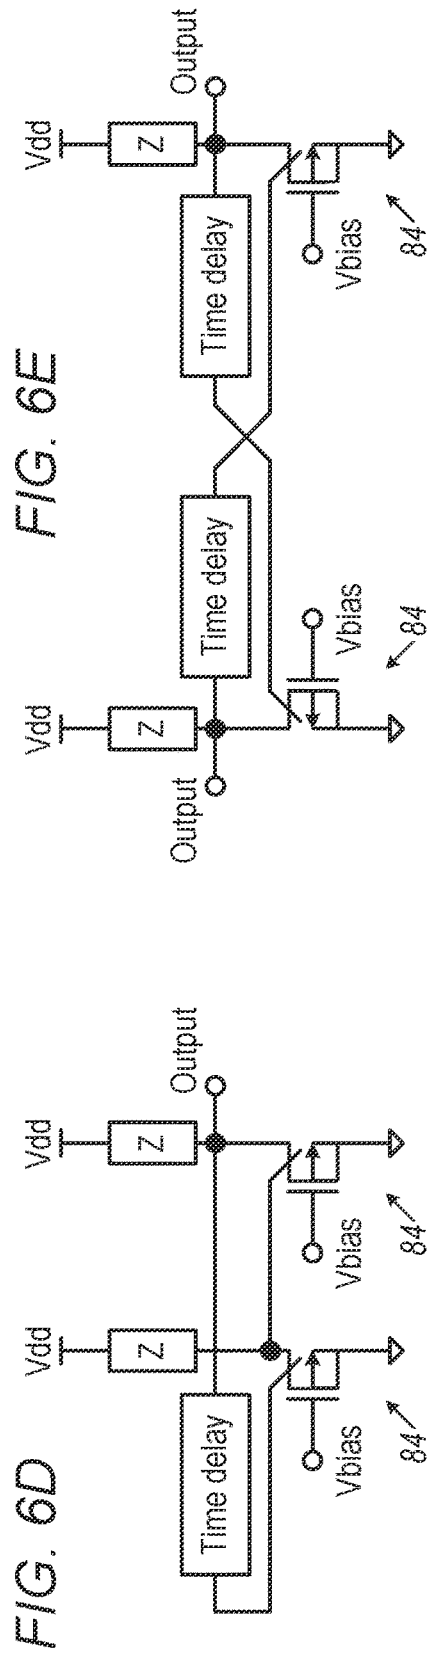 FIG. 6D
Vdd
Vdd
Z
Z
Time delay
Output
Vbias
Vbias
84
84
FIG. 6E
Vdd
Vdd
Z
Z
Output
Time delay
Time delay
Output
Vbias
Vbias
84
84